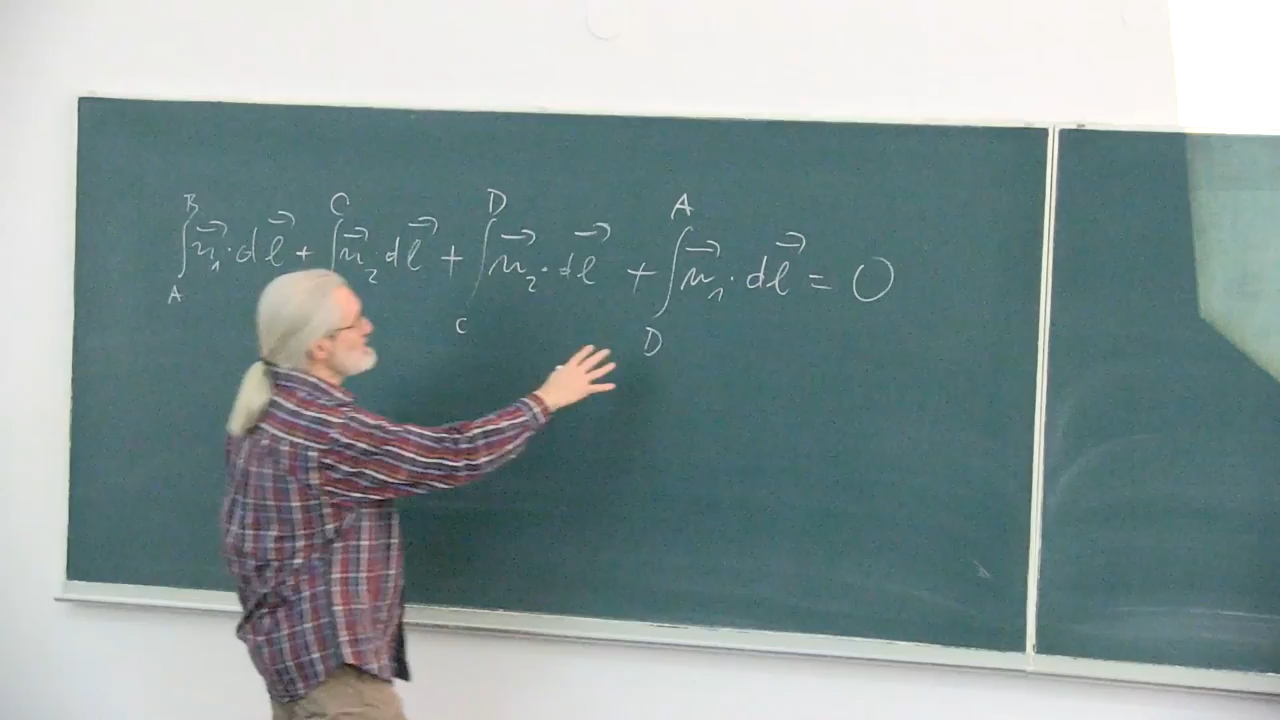 ∫_A^B n⃗₁·dℓ⃗ + ∫^C n⃗₂·dℓ⃗ + ∫_C^D n⃗₂·dℓ⃗ + ∫_D^A n⃗₁·dℓ⃗ = 0